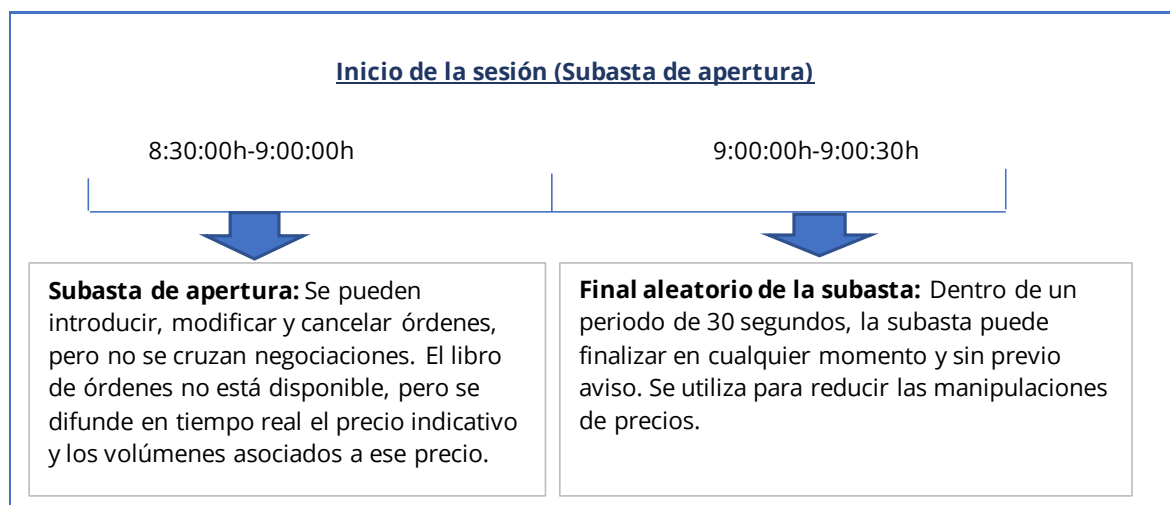 Inicio de la sesión (Subasta de apertura)
8:30:00h-9:00:00h
9:00:00h-9:00:30h
Subasta de apertura: Se pueden
introducir, modificar y cancelar órdenes,
pero no se cruzan negociaciones. El libro
de órdenes no está disponible, pero se
difunde en tiempo real el precio indicativo
y los volúmenes asociados a ese precio.
Final aleatorio de la subasta: Dentro de un
periodo de 30 segundos, la subasta puede
finalizar en cualquier momento y sin previo
aviso. Se utiliza para reducir las manipulaciones
de precios.